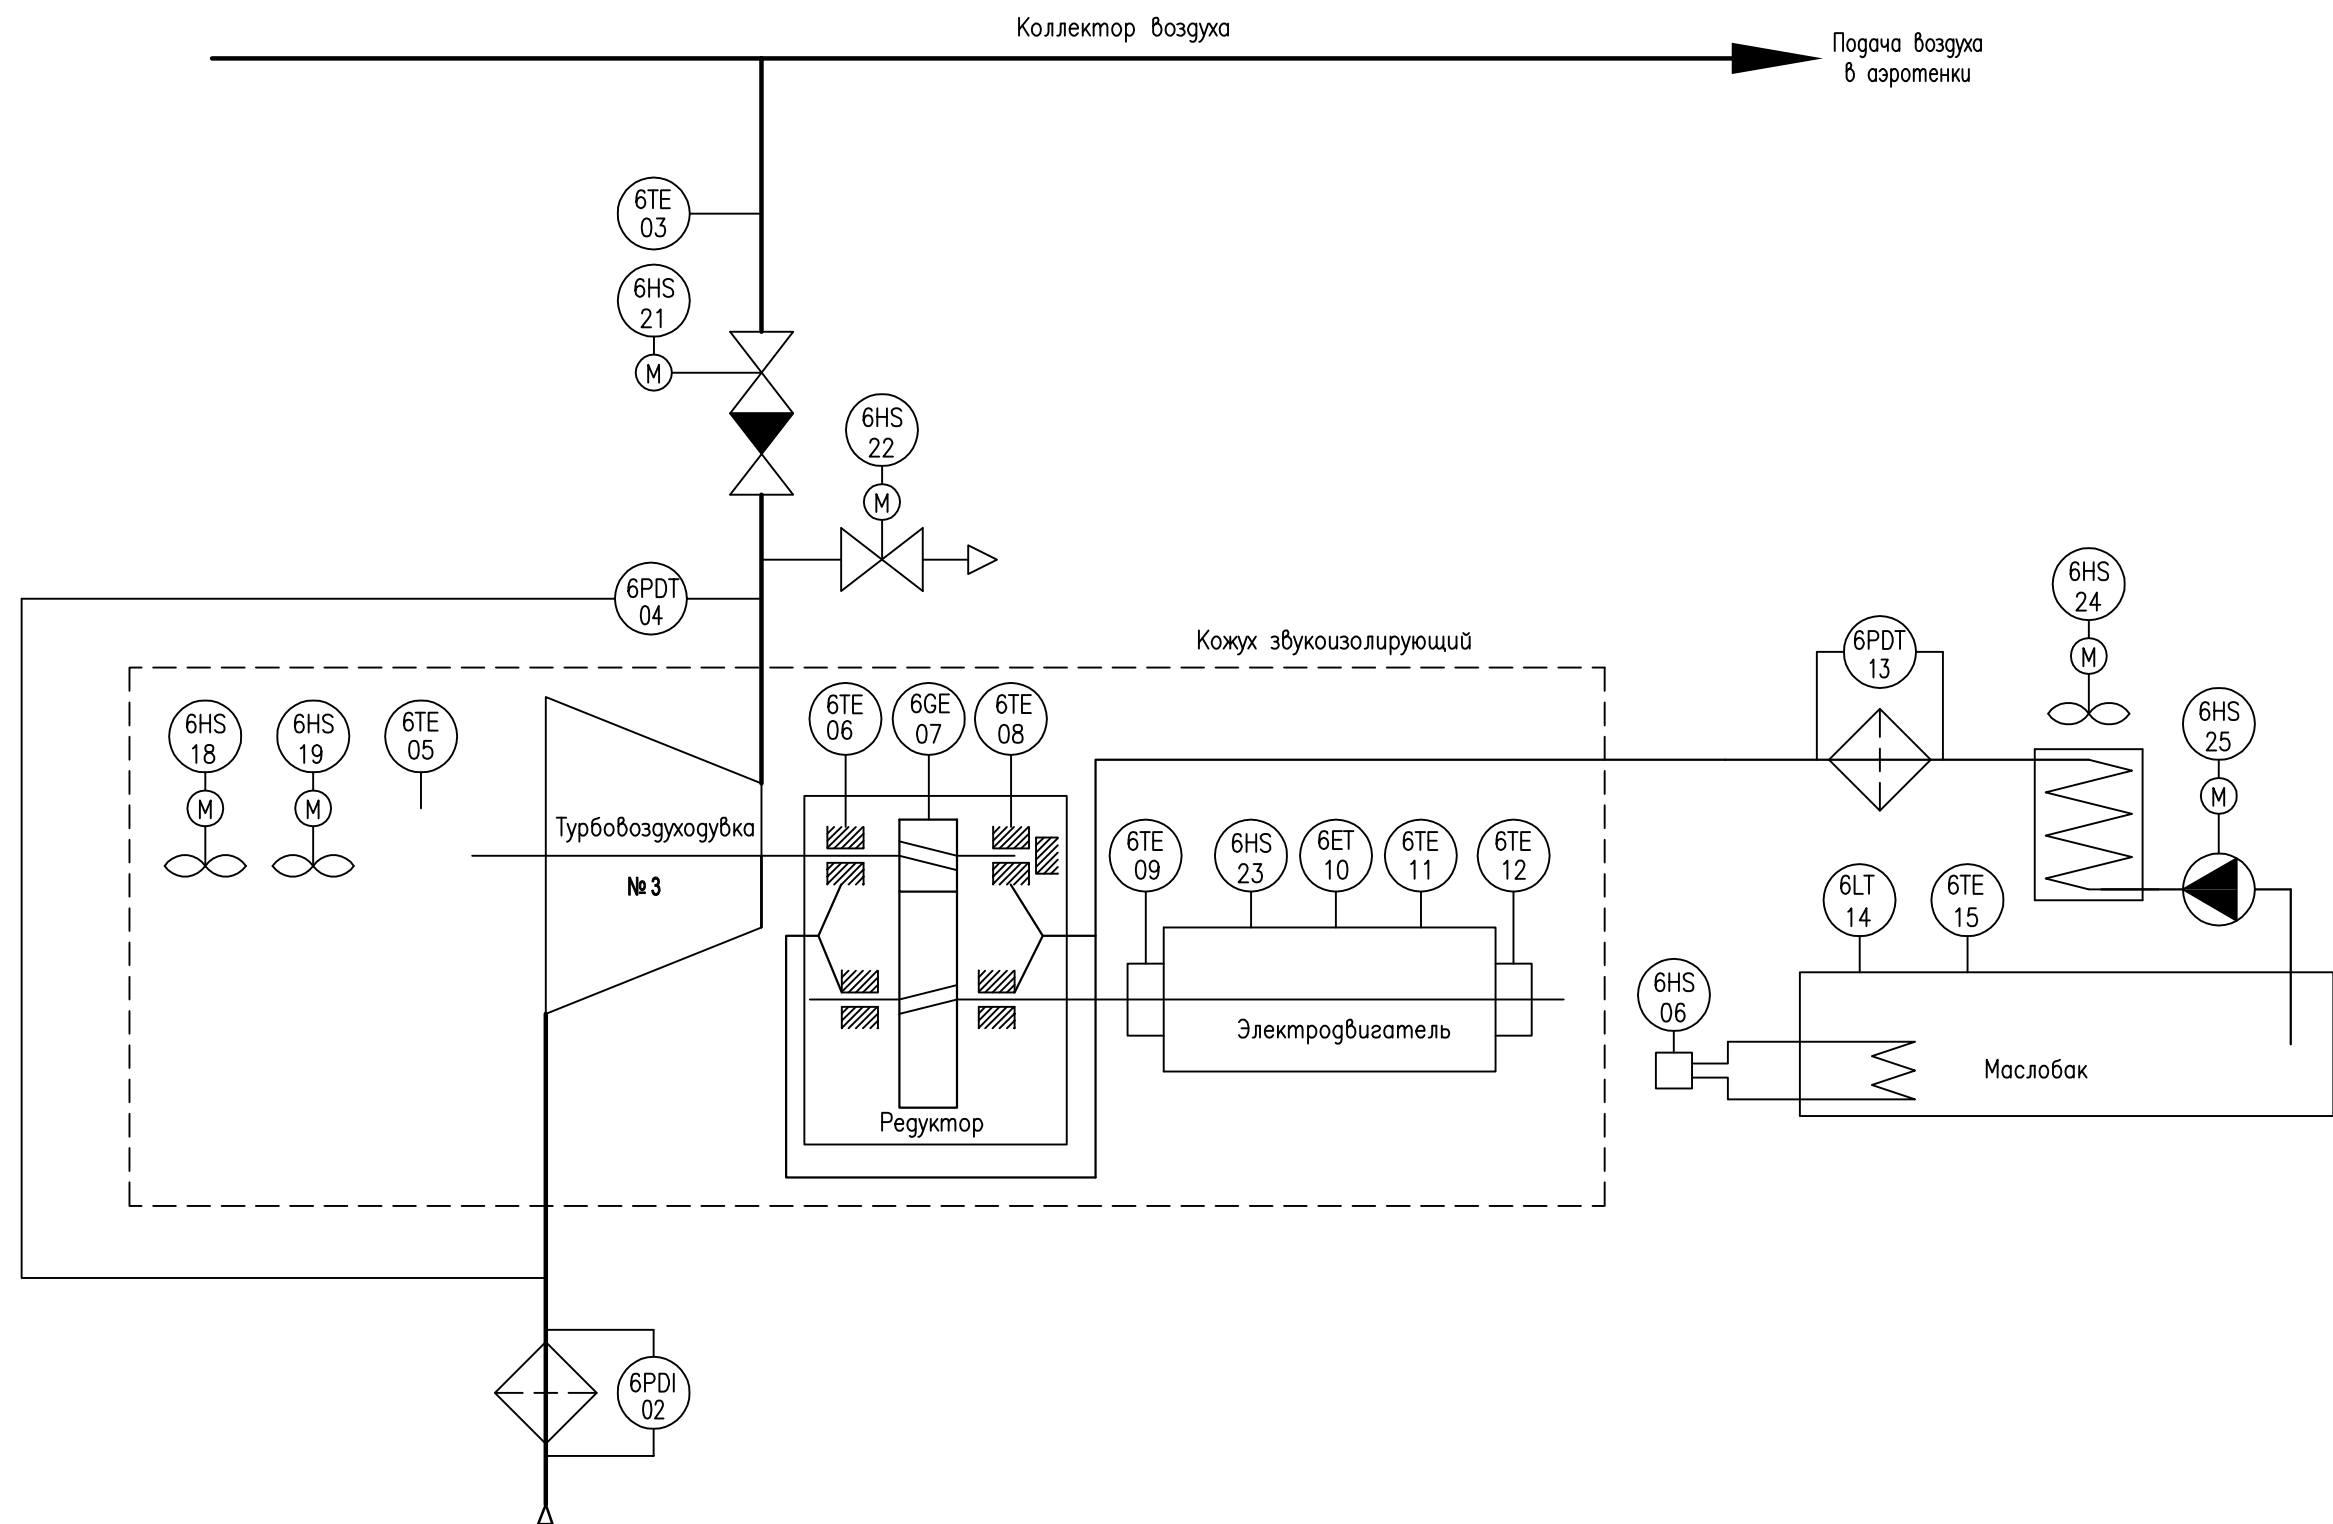 Коллектор воздуха
Подача воздуха
в аэротенки
6TE
03
6HS
21
M
6HS
22
M
6PDT
04
6HS
24
M
Кожух звукоизолирующий
6PDT
13
6HS
18
M
6HS
19
M
6TE
05
6TE
06
6GE
07
6TE
08
6HS
25
M
Турбовоздуходувка
№ 3
6TE
09
6HS
23
6ET
10
6TE
11
6TE
12
6LT
14
6TE
15
6HS
06
Электродвигатель
Маслобак
Редуктор
6PDI
02